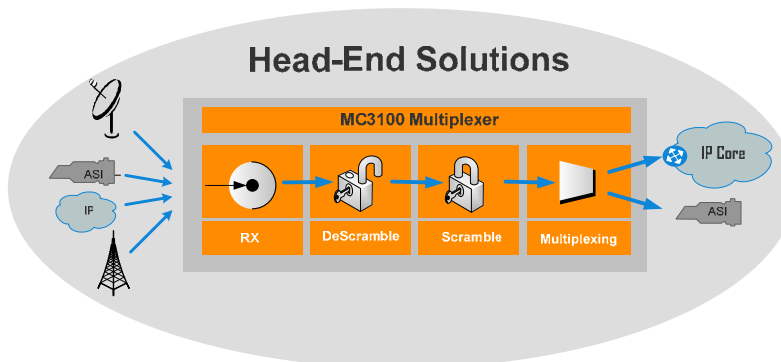 Head-End Solutions
MC3100 Multiplexer
ASI
IP
RX
DeScramble
Scramble
Multiplexing
IP Core
ASI